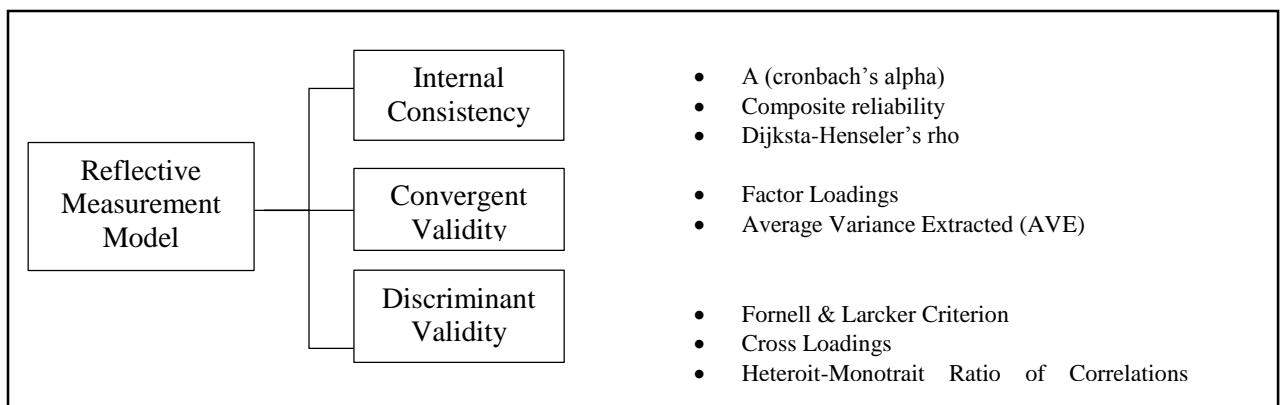 Reflective
Measurement
Model
Internal
Consistency
• A (cronbach’s alpha)
• Composite reliability
• Dijksta-Henseler’s rho
Convergent
Validity
• Factor Loadings
• Average Variance Extracted (AVE)
Discriminant
Validity
• Fornell & Larcker Criterion
• Cross Loadings
• Heteroit-Monotrait Ratio of Correlations